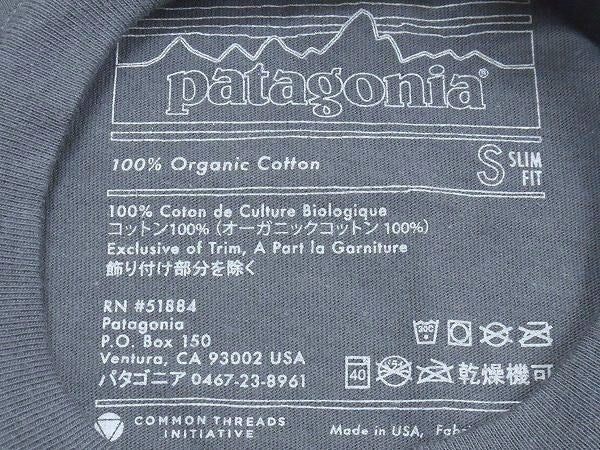 patagonia®
100% Organic Cotton
S SLIM FIT
100% Coton de Culture Biologique
コットン100% (オーガニックコットン 100%)
Exclusive of Trim, A Part la Garniture
飾り付け部分を除く
RN #51884
Patagonia
P.O. Box 150
Ventura, CA 93002 USA
パタゴニア 0467-23-8961
30C
40 乾燥機可
COMMON THREADS
INITIATIVE
Made in USA,